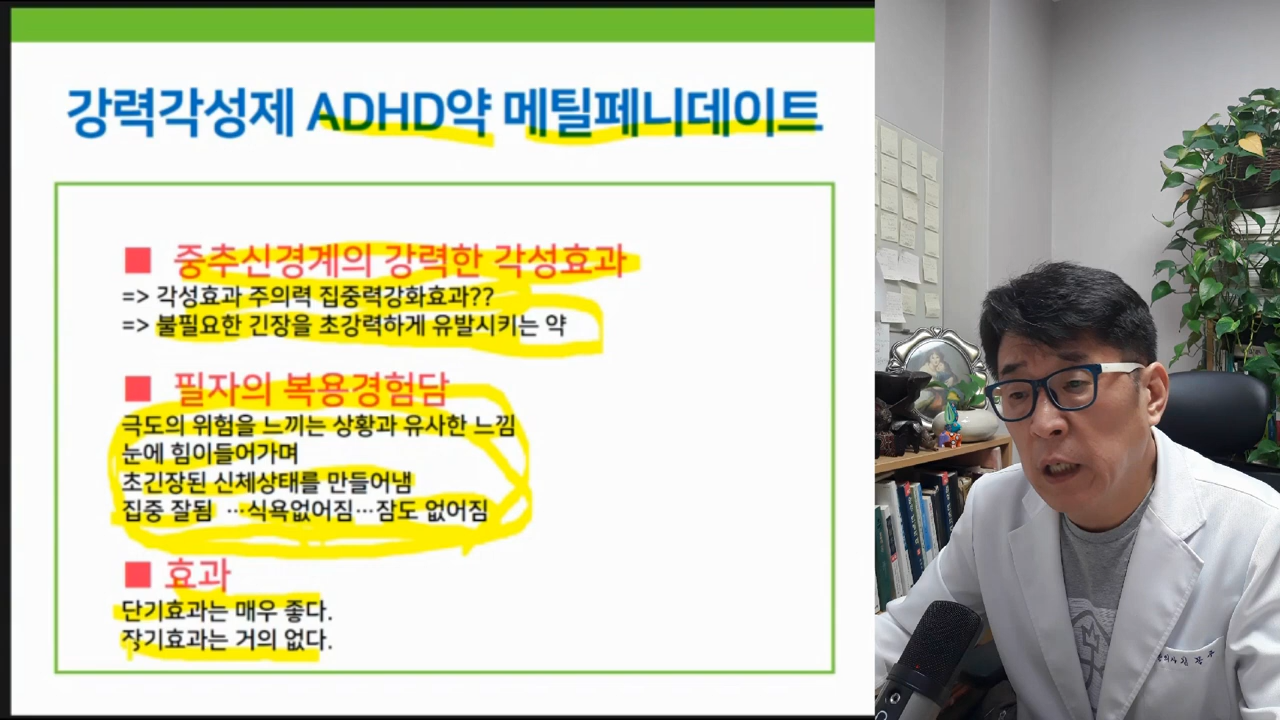 강력각성제 ADHD약 메틸페니데이트
■ 중추신경계의 강력한 각성효과
=> 각성효과 주의력 집중력강화효과??
=> 불필요한 긴장을 초강력하게 유발시키는 약
■ 필자의 복용경험담
극도의 위험을 느끼는 상황과 유사한 느낌
눈에 힘이들어가며
초긴장된 신체상태를 만들어냄
집중 잘됨 …식욕없어짐…잠도 없어짐
■ 효과
단기효과는 매우 좋다.
장기효과는 거의 없다.